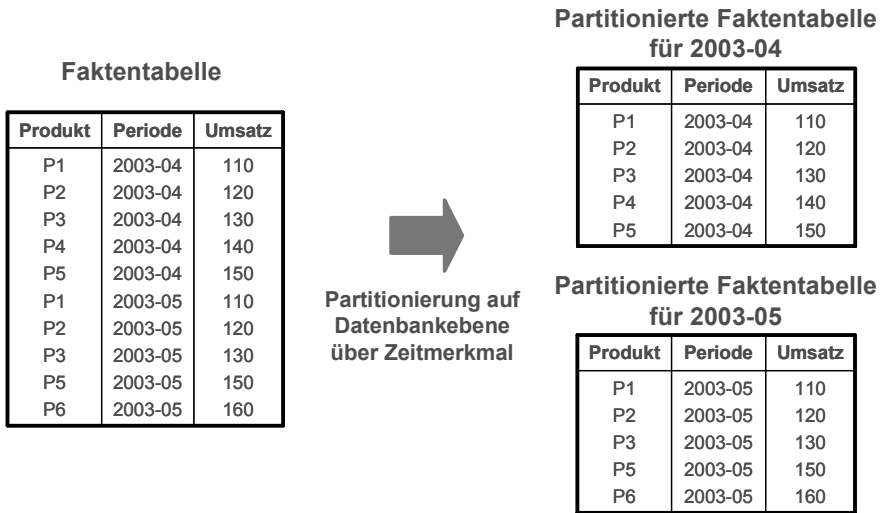 Faktentabelle
Produkt Periode Umsatz
P1 2003-04 110
P2 2003-04 120
P3 2003-04 130
P4 2003-04 140
P5 2003-04 150
P1 2003-05 110
P2 2003-05 120
P3 2003-05 130
P5 2003-05 150
P6 2003-05 160
Partitionierung auf
Datenbankebene
über Zeitmerkmal
Partitionierte Faktentabelle
für 2003-04
Produkt Periode Umsatz
P1 2003-04 110
P2 2003-04 120
P3 2003-04 130
P4 2003-04 140
P5 2003-04 150
Partitionierte Faktentabelle
für 2003-05
Produkt Periode Umsatz
P1 2003-05 110
P2 2003-05 120
P3 2003-05 130
P5 2003-05 150
P6 2003-05 160